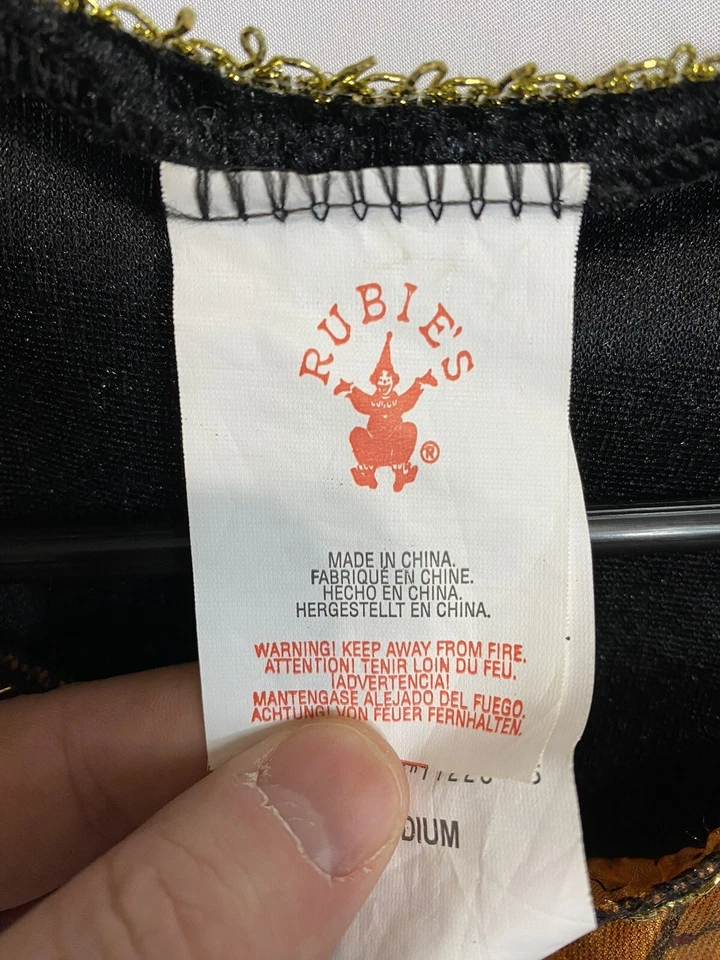 RUBIE'S
®
MADE IN CHINA.
FABRIQUÉ EN CHINE.
HECHO EN CHINA.
HERGESTELLT EN CHINA.
WARNING! KEEP AWAY FROM FIRE.
ATTENTION! TENIR LOIN DU FEU.
¡ADVERTENCIA!
MANTENGASE ALEJADO DEL FUEGO.
ACHTUNG! VON FEUER FERNHALTEN.
DIUM